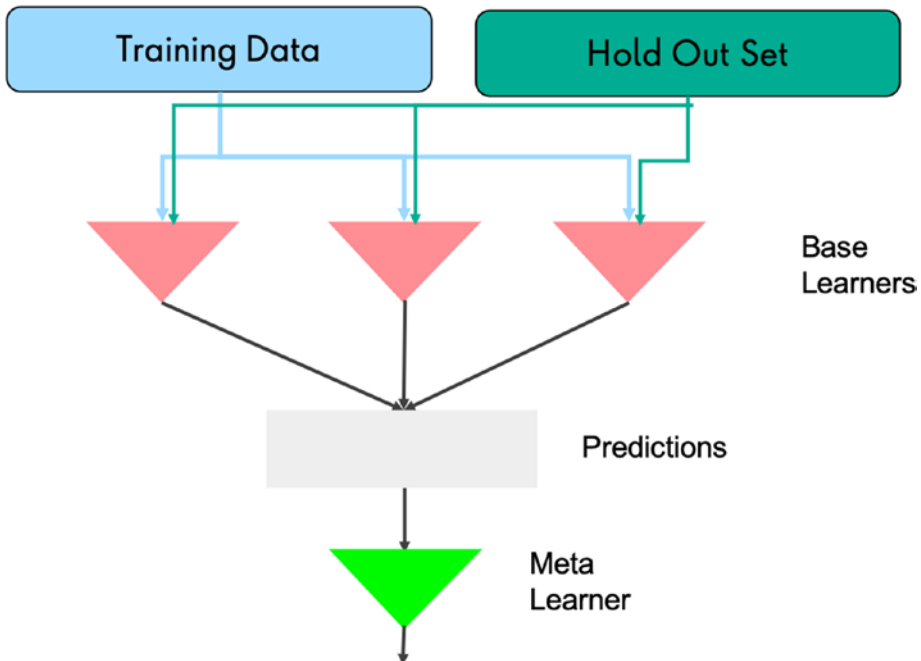 Training Data
Hold Out Set
Base
Learners
Predictions
Meta
Learner